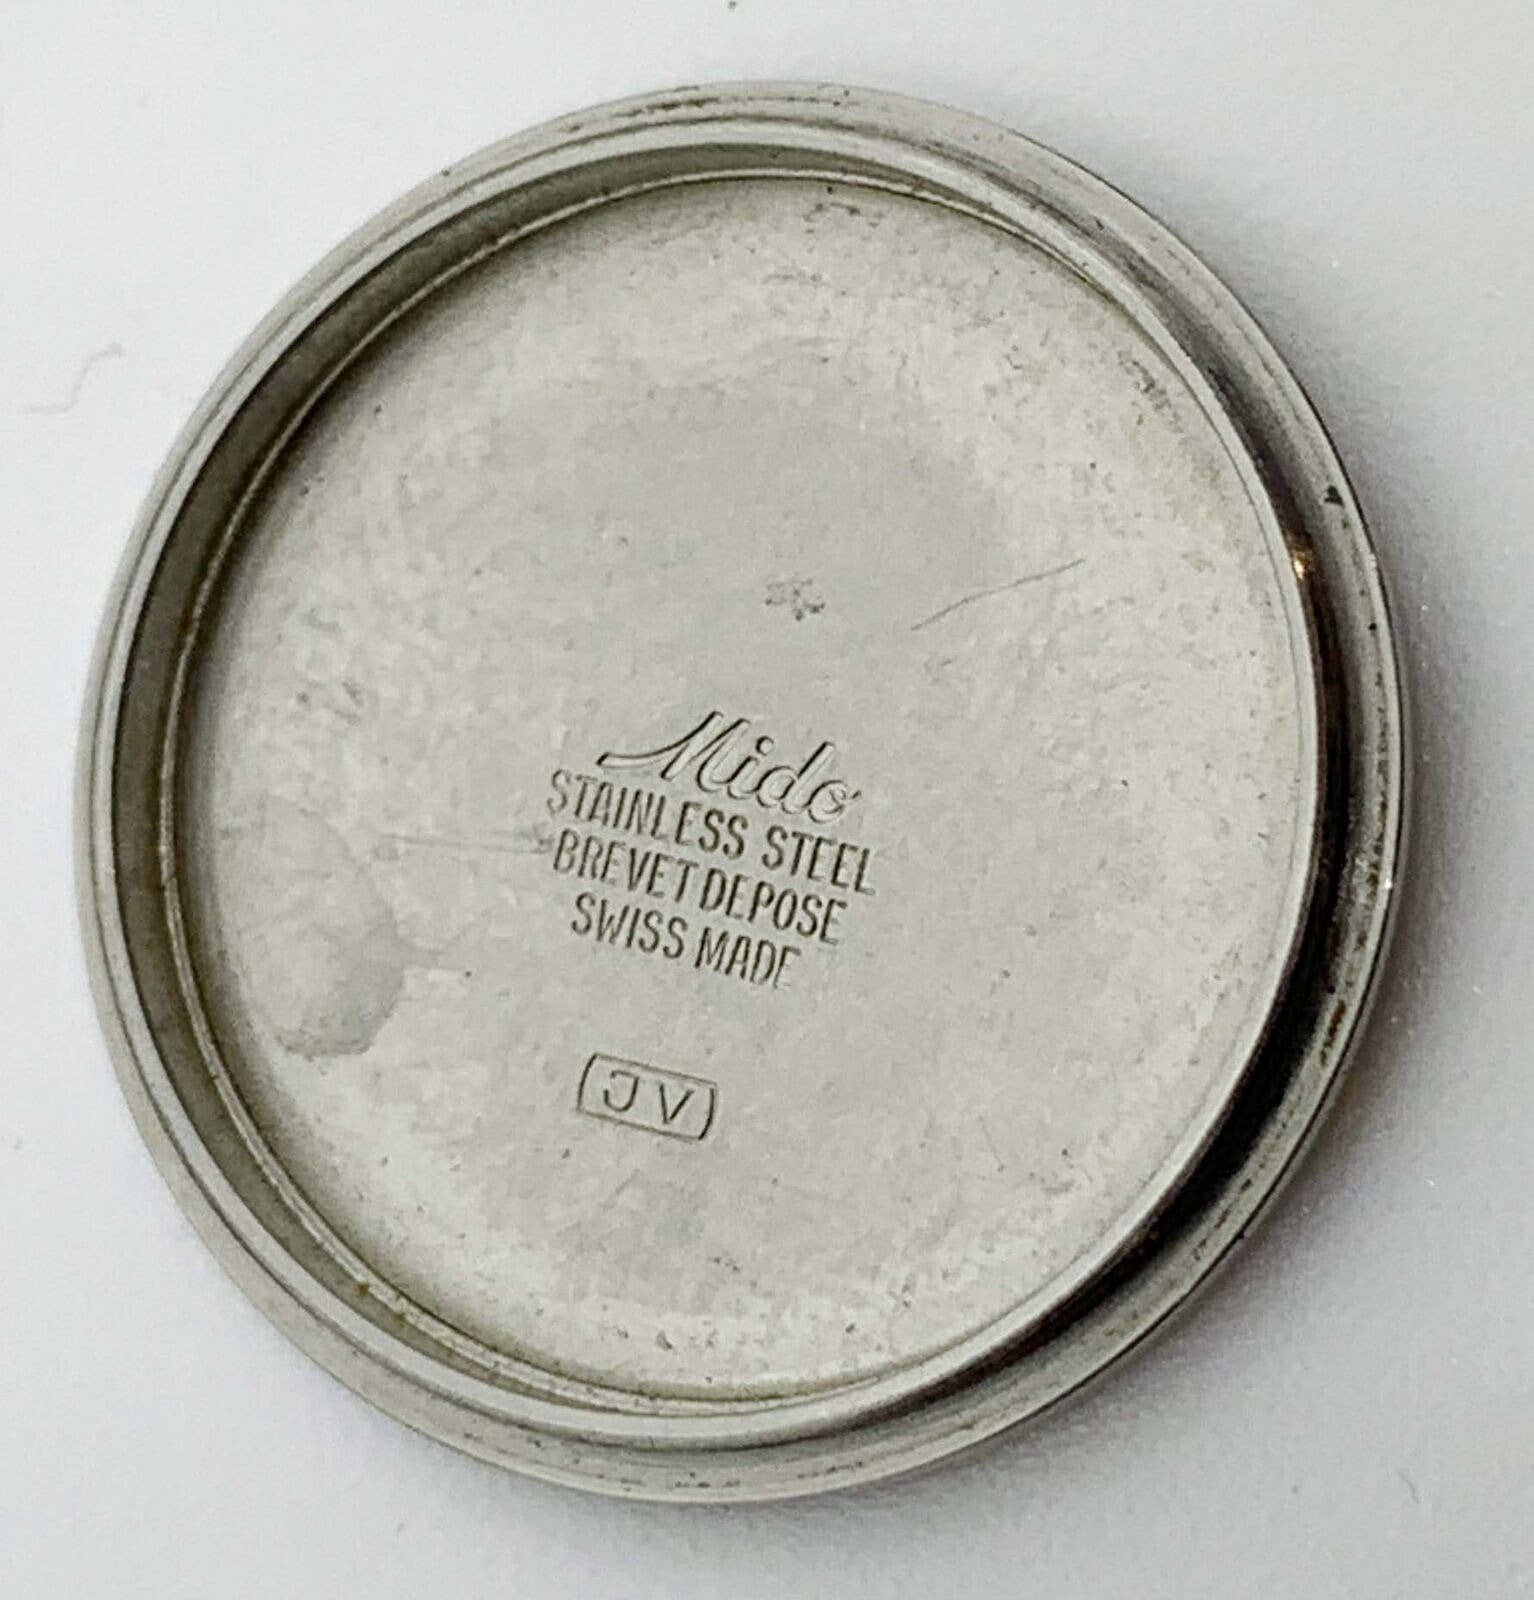 Mido
STAINLESS STEEL
BREVET DEPOSE
SWISS MADE
JV